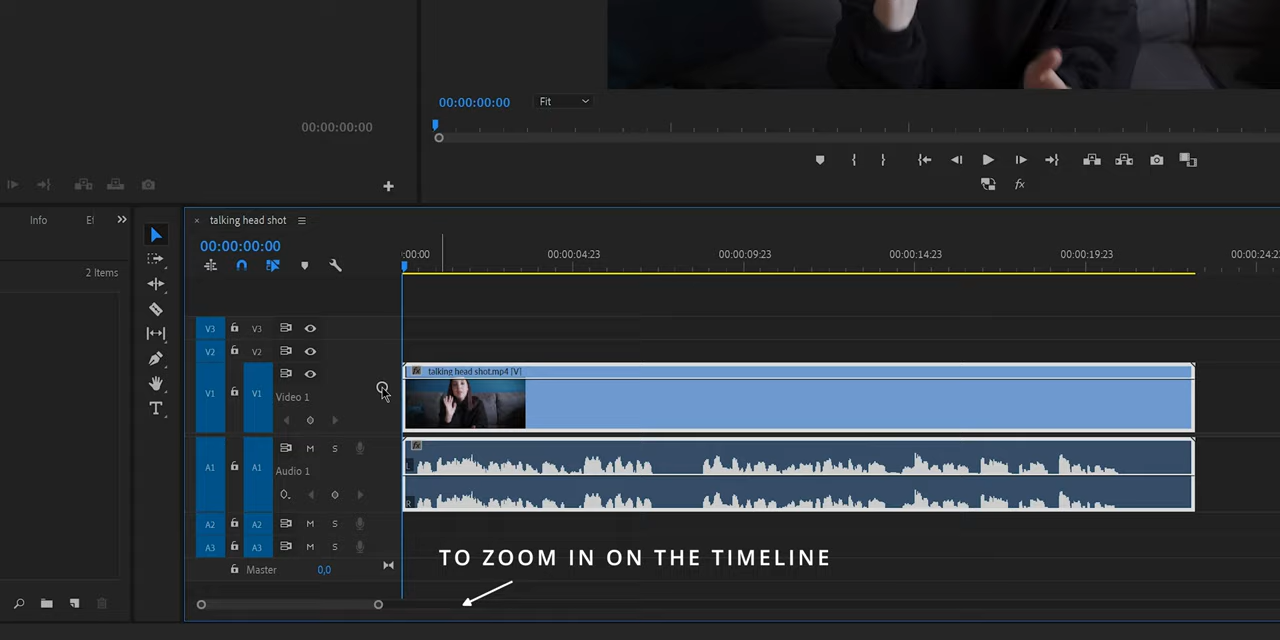 00:00:00:00 Fit
00:00:00:00
Info
2 Items
talking head shot
00:00:00:00
:00:00 00:00:04:23 00:00:09:23 00:00:14:23 00:00:19:23 00:00:24:23
V3 V3
V2 V2
talking head shot.mp4 [V]
V1 V1 Video 1
M S
A1 A1 Audio 1
L
R
A2 A2 M S
A3 A3 M S
Master 0,0
TO ZOOM IN ON THE TIMELINE